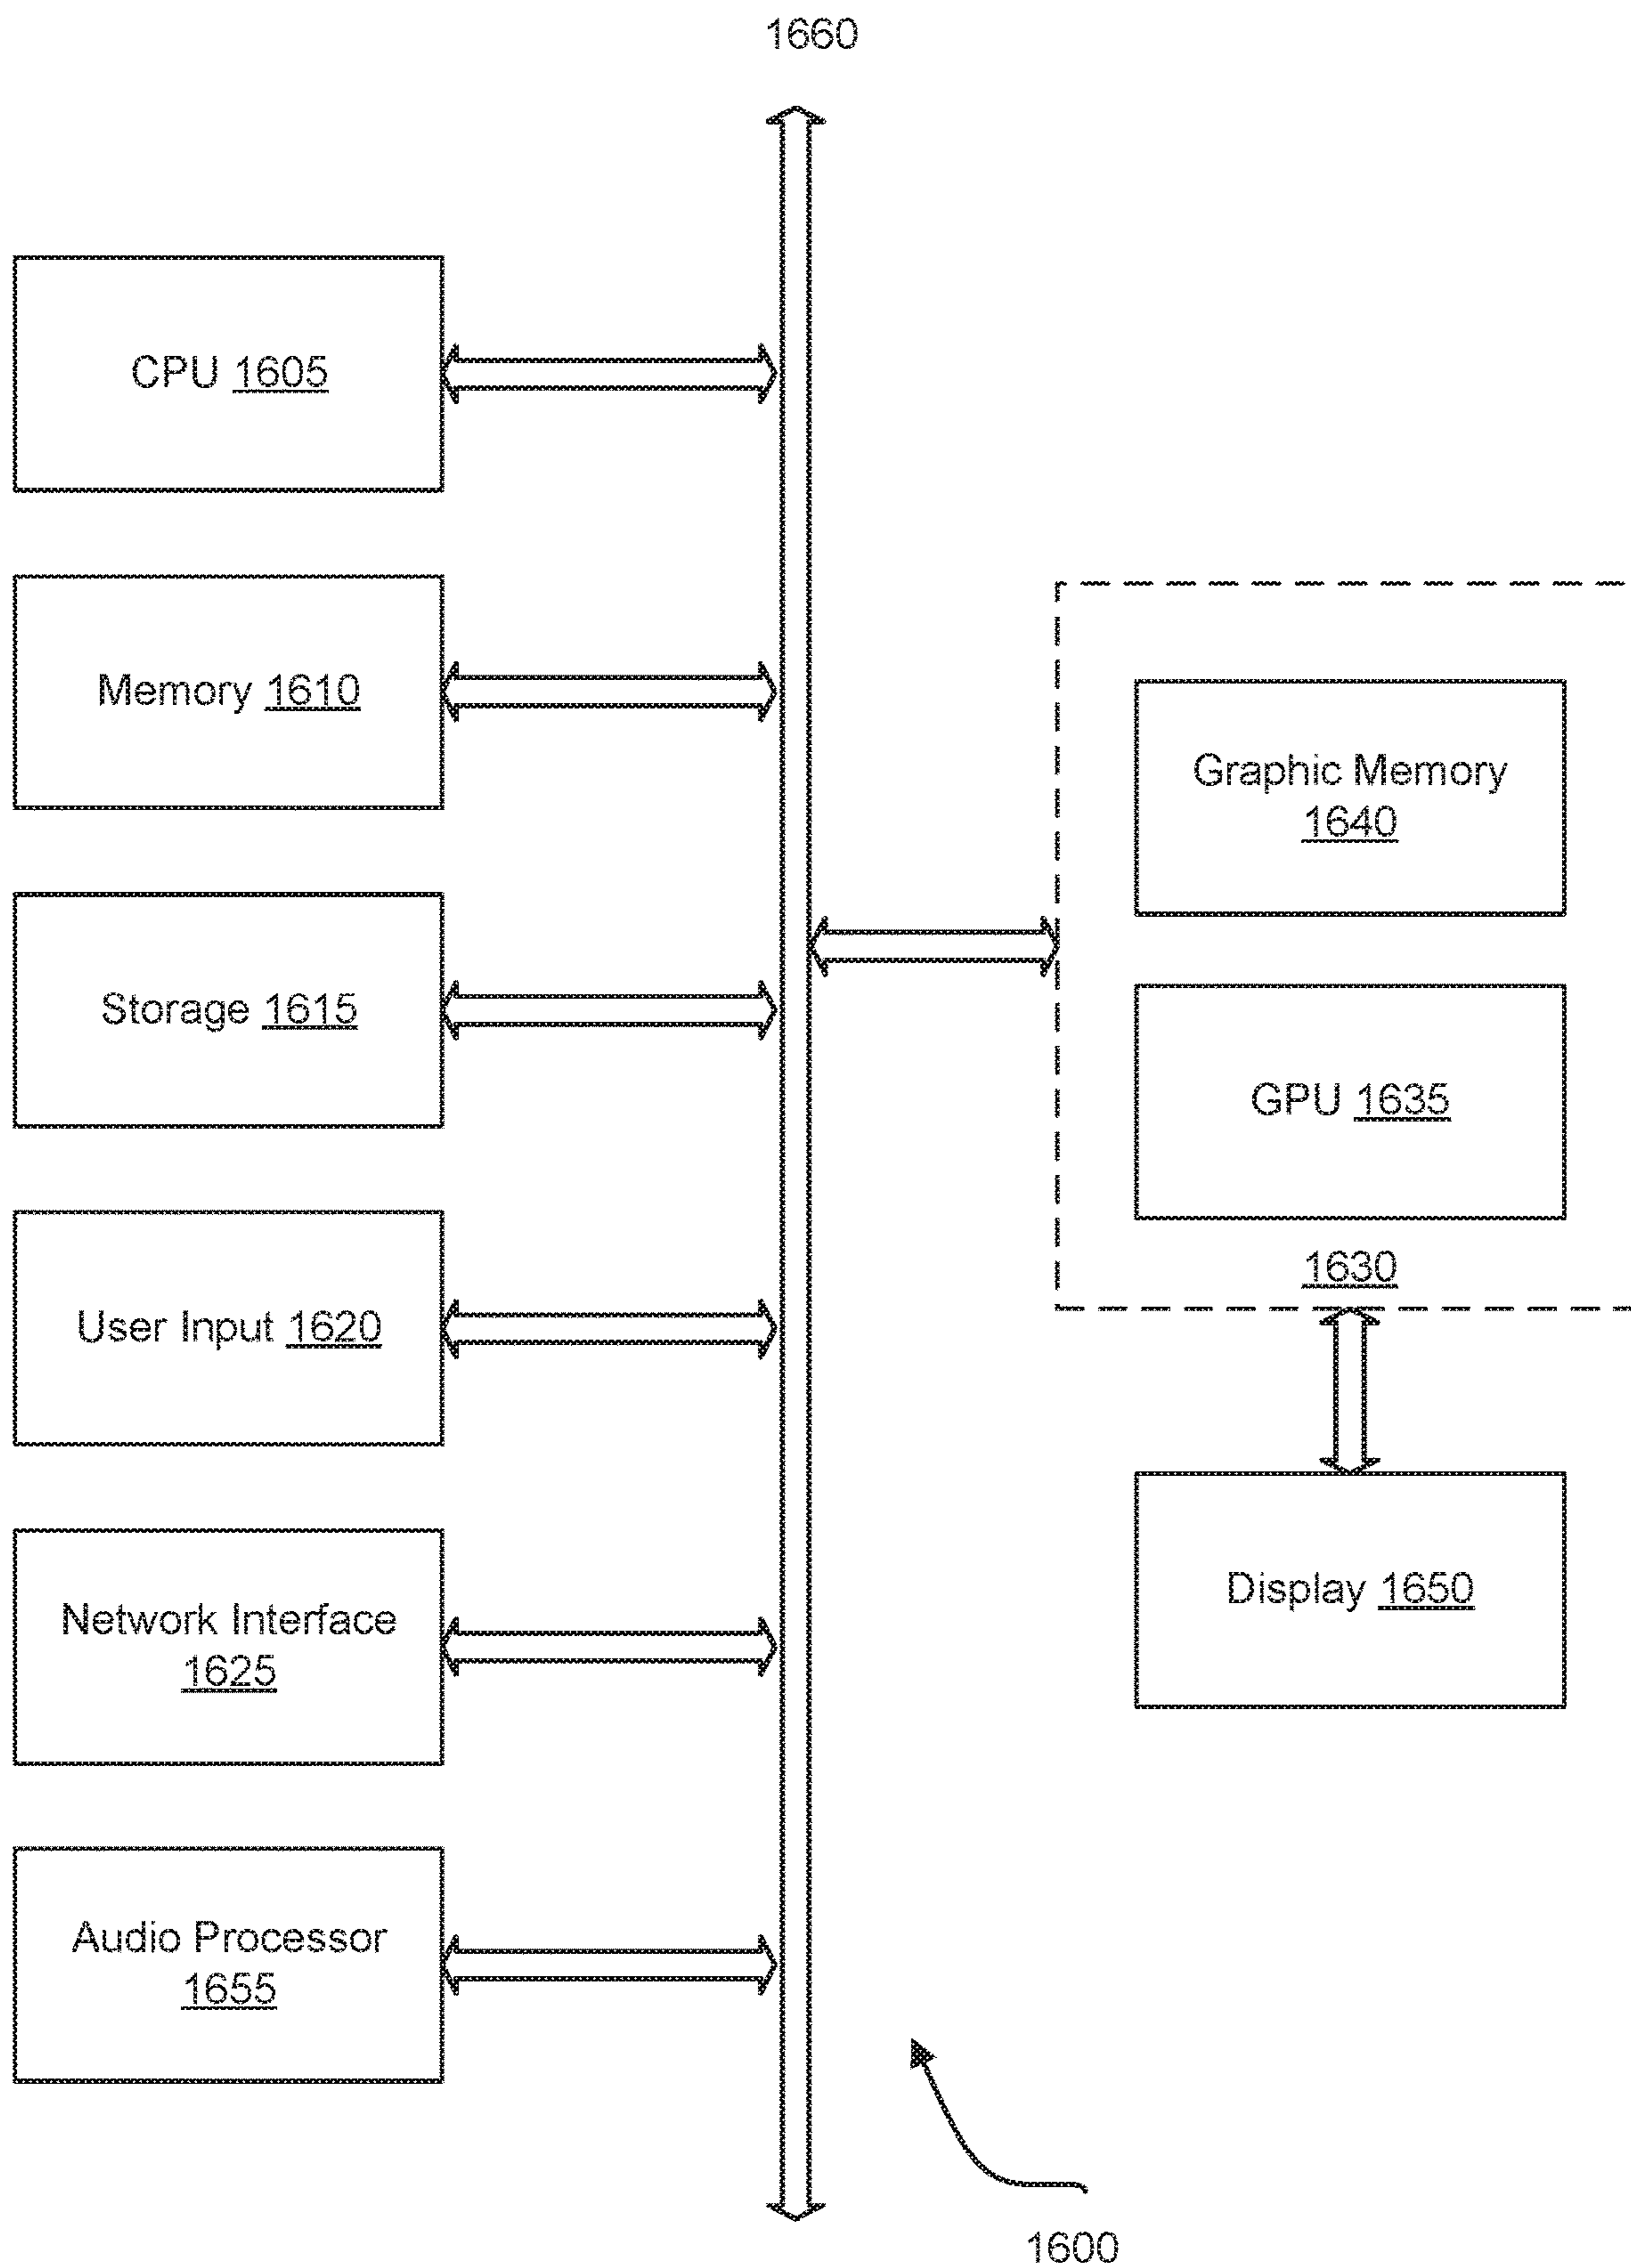 1660
CPU 1605
Memory 1610
Storage 1615
User Input 1620
Network Interface
1625
Audio Processor
1655
Graphic Memory
1640
GPU 1635
1630
Display 1650
1600